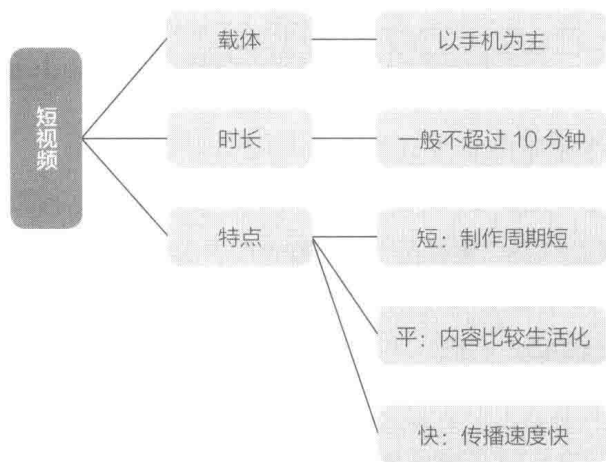 短视频
载体
以手机为主
时长
一般不超过 10 分钟
特点
短：制作周期短
平：内容比较生活化
快：传播速度快